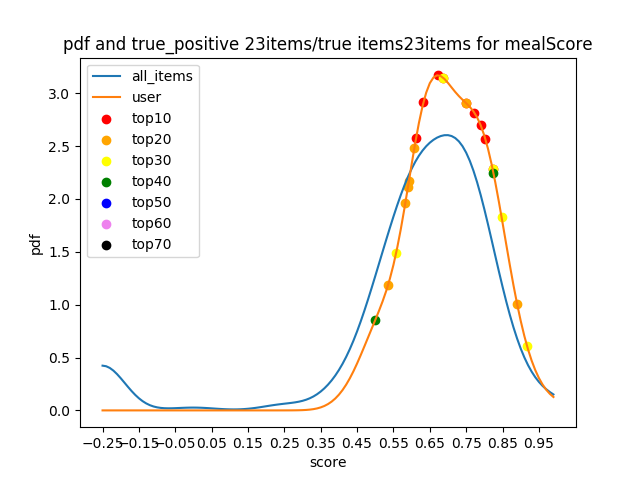 pdf and true_positive 23items/true items23items for mealScore
all_items
user
top10
top20
top30
top40
top50
top60
top70
3.0
2.5
2.0
1.5
1.0
0.5
0.0
pdf
−0.25 −0.15 −0.05 0.05 0.15 0.25 0.35 0.45 0.55 0.65 0.75 0.85 0.95
score